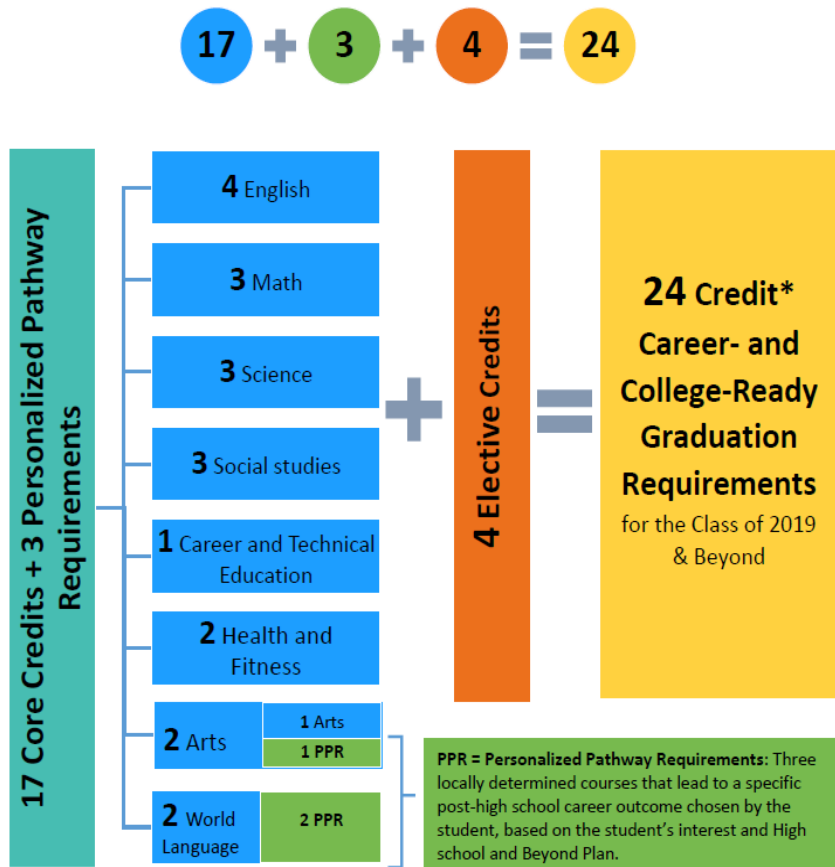 17 + 3 + 4 = 24
17 Core Credits + 3 Personalized Pathway
Requirements
4 English
3 Math
3 Science
3 Social studies
1 Career and Technical
Education
2 Health and
Fitness
2 Arts
1 Arts
1 PPR
2 World
Language
2 PPR
+
4 Elective Credits
=
24 Credit*
Career- and
College-Ready
Graduation
Requirements
for the Class of 2019
& Beyond
PPR = Personalized Pathway Requirements: Three
locally determined courses that lead to a specific
post-high school career outcome chosen by the
student, based on the student's interest and High
school and Beyond Plan.